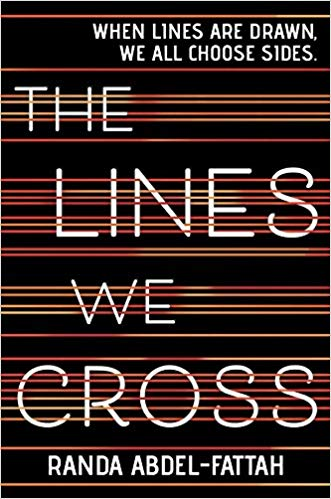 WHEN LINES ARE DRAWN,
WE ALL CHOOSE SIDES.
THE
LINES
WE
CROSS
RANDA ABDEL-FATTAH